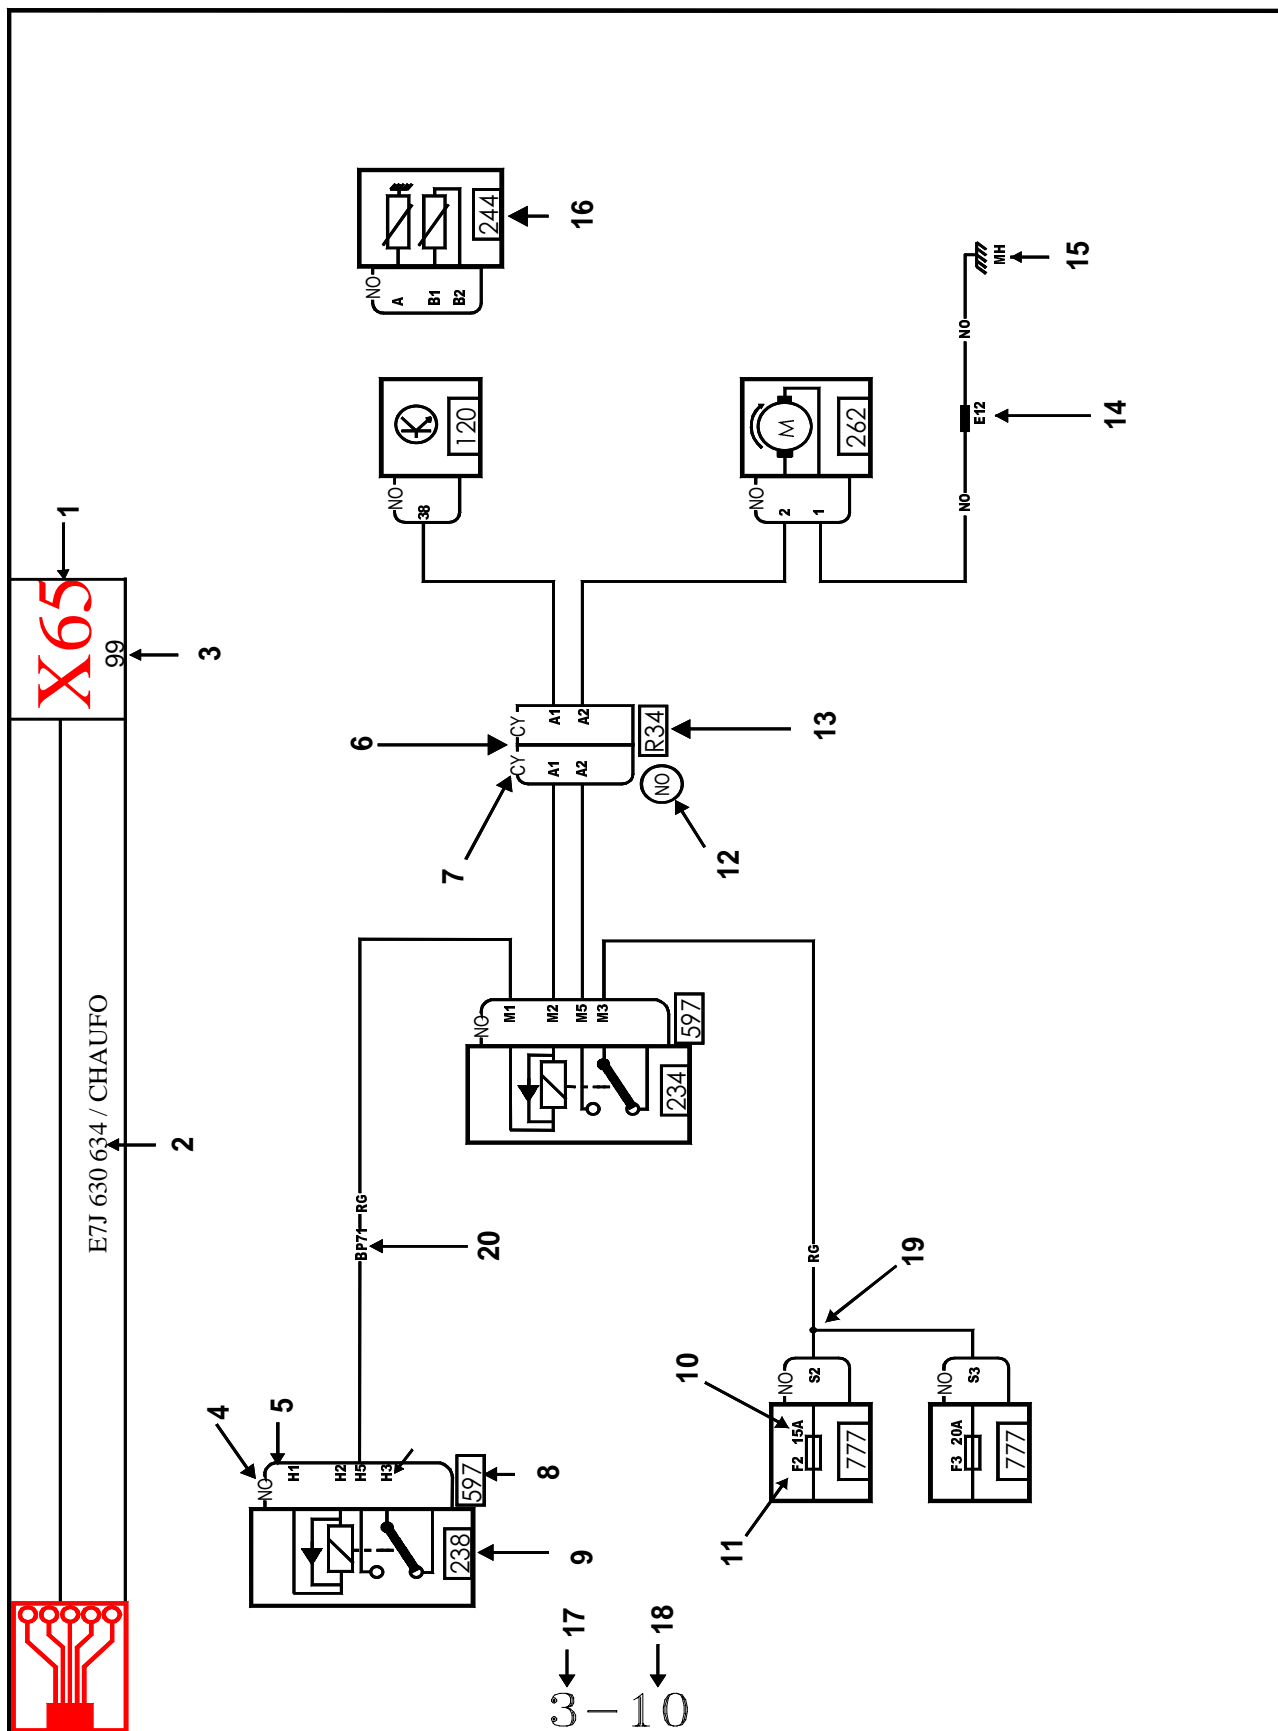 X65
1
E7J 630 634 / CHAUFO
99
2
3
4
NO
5
H1
H2
H5
H3
597
8
238
9
BP71
RG
20
6
7
NO
M1
M2
M5
M3
597
234
CY
CY
A1
A1
A2
A2
NO
R34
12
13
NO
A
B1
B2
244
16
NO
38
120
NO
2
1
M
262
NO
E12
NO
MH
14
15
RG
19
10
NO
S2
F2 15A
777
11
NO
S3
F3 20A
777
17
3-10
18